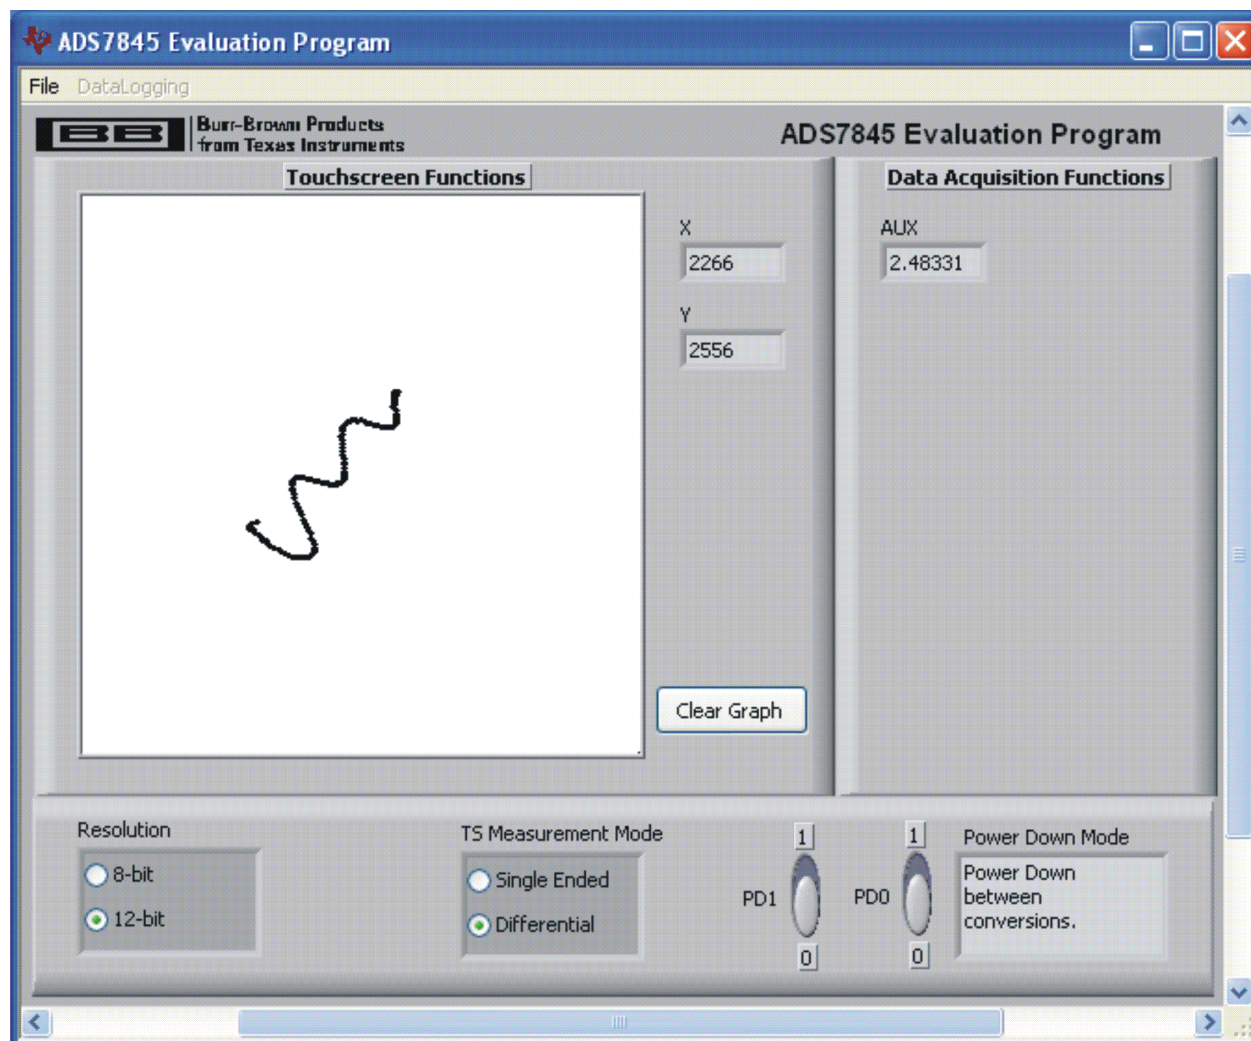 ADS7845 Evaluation Program
File DataLogging
BB Burr-Brown Products
from Texas Instruments
ADS7845 Evaluation Program
Touchscreen Functions
X
2266
Y
2556
Clear Graph
Data Acquisition Functions
AUX
2.48331
Resolution
8-bit
12-bit
TS Measurement Mode
Single Ended
Differential
1
PD1
0
1
PD0
0
Power Down Mode
Power Down
between
conversions.